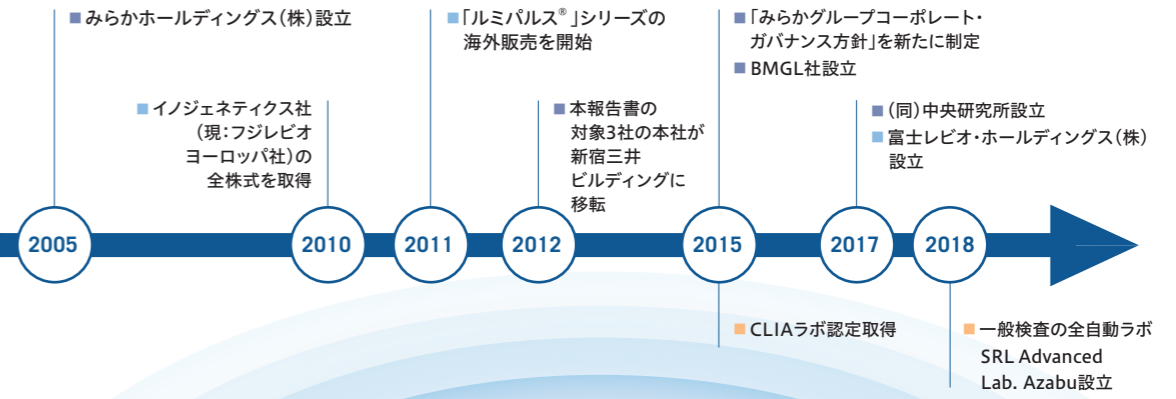 ■みらかホールディングス(株)設立
■イノジェネティクス社
(現:フジレビオ
ヨーロッパ社)の
全株式を取得
■「ルミパルス®」シリーズの
海外販売を開始
■本報告書の
対象3社の本社が
新宿三井
ビルディングに
移転
■「みらかグループコーポレート・
ガバナンス方針」を新たに制定
■BMGL社設立
■(同)中央研究所設立
■富士レビオ・ホールディングス(株)
設立
2005
2010
2011
2012
2015
2017
2018
■CLIAラボ認定取得
■一般検査の全自動ラボ
SRL Advanced
Lab. Azabu設立